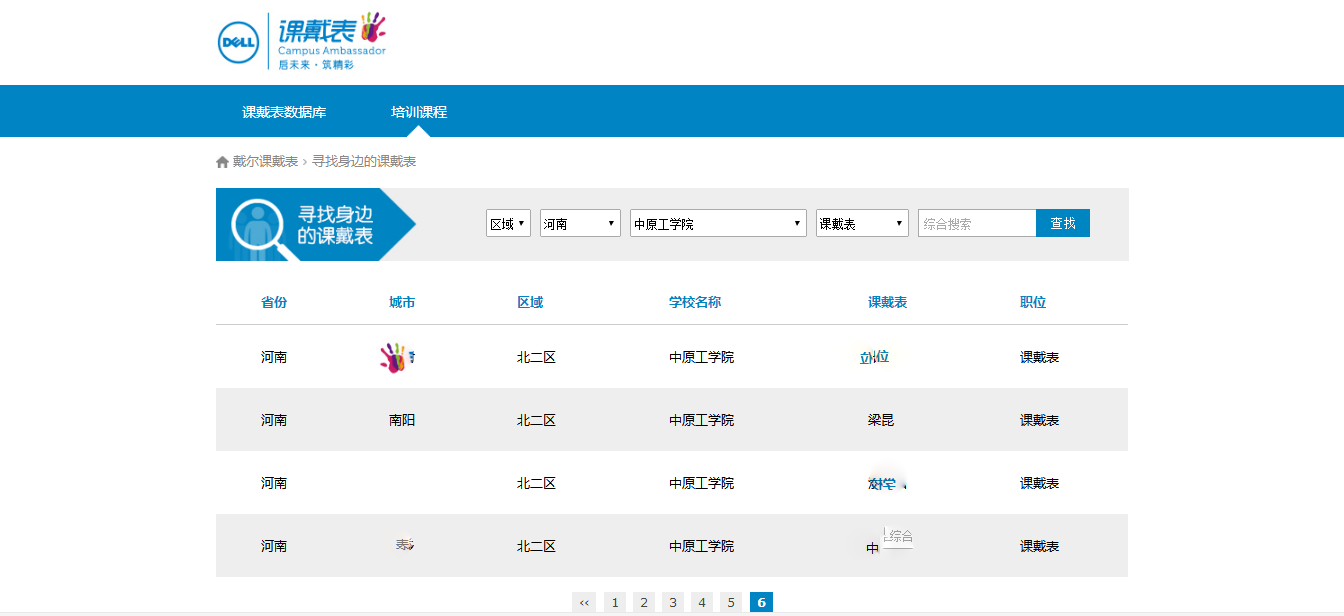 DELL 课戴表
Campus Ambassador
启未来·筑精彩
课戴表数据库 培训课程
戴尔课戴表 › 寻找身边的课戴表
寻找身边
的课戴表
区域 河南 中原工学院 课戴表 综合搜索 查找
省份 城市 区域 学校名称 课戴表 职位
河南 北二区 中原工学院 课戴表
河南 南阳 北二区 中原工学院 梁昆 课戴表
河南 北二区 中原工学院 课戴表
河南 北二区 中原工学院 中 综合 课戴表
‹‹ 1 2 3 4 5 6